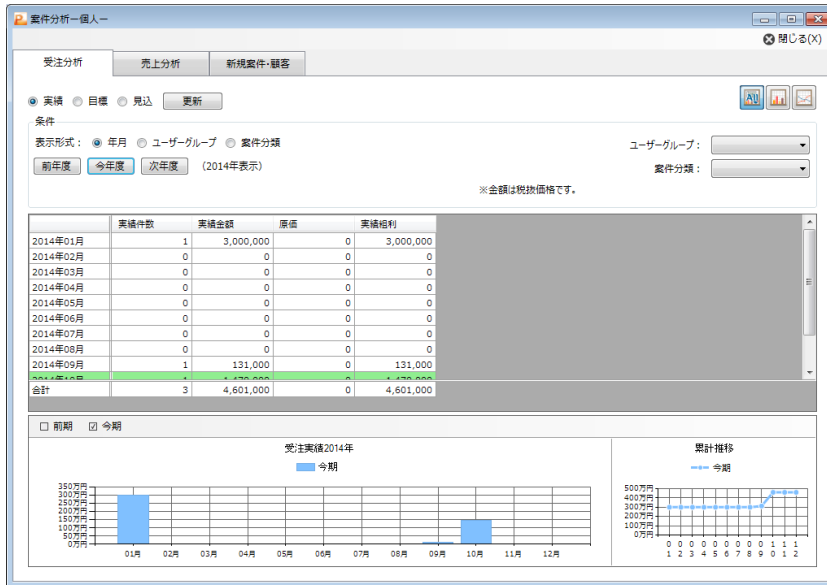 案件分析ー個人ー
閉じる(X)
受注分析 売上分析 新規案件・顧客
実績 目標 見込 更新
条件
表示形式： 年月 ユーザーグループ 案件分類
ユーザーグループ：
前年度 今年度 次年度 (2014年表示)
案件分類：
※金額は税抜価格です。
実績件数 実績金額 原価 実績粗利
2014年01月 1 3,000,000 0 3,000,000
2014年02月 0 0 0 0
2014年03月 0 0 0 0
2014年04月 0 0 0 0
2014年05月 0 0 0 0
2014年06月 0 0 0 0
2014年07月 0 0 0 0
2014年08月 0 0 0 0
2014年09月 1 131,000 0 131,000
2014年10月 1 1,470,000 0 1,470,000
合計 3 4,601,000 0 4,601,000
前期 今期
受注実績2014年
今期
350万円
300万円
250万円
200万円
150万円
100万円
50万円
0万円
01月 02月 03月 04月 05月 06月 07月 08月 09月 10月 11月 12月
累計推移
今期
500万円
400万円
300万円
200万円
100万円
0万円
01 02 03 04 05 06 07 08 09 10 11 12